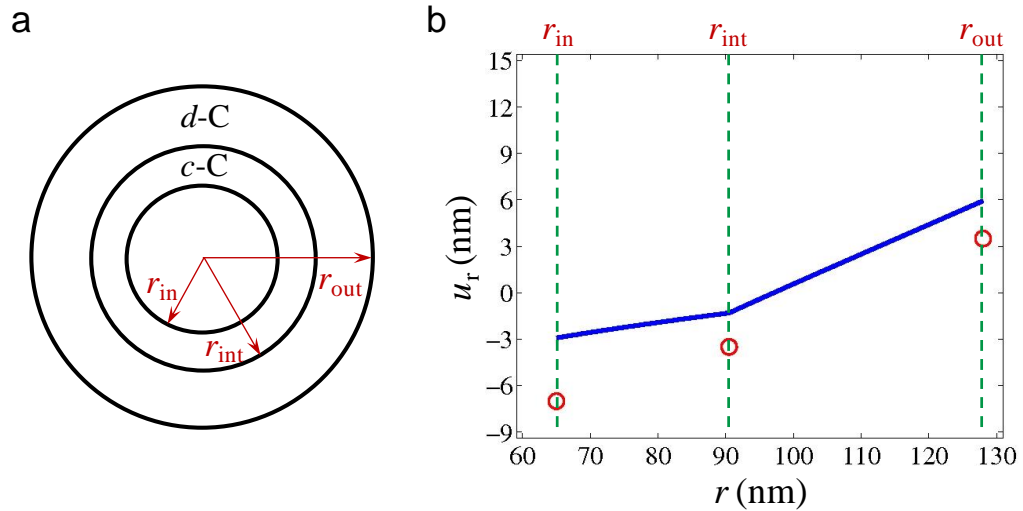 a
d-C
c-C
r_in
r_out
r_int
b
r_in r_int r_out
15
12
9
6
3
0
−3
−6
−9
u_r (nm)
60 70 80 90 100 110 120 130
r (nm)